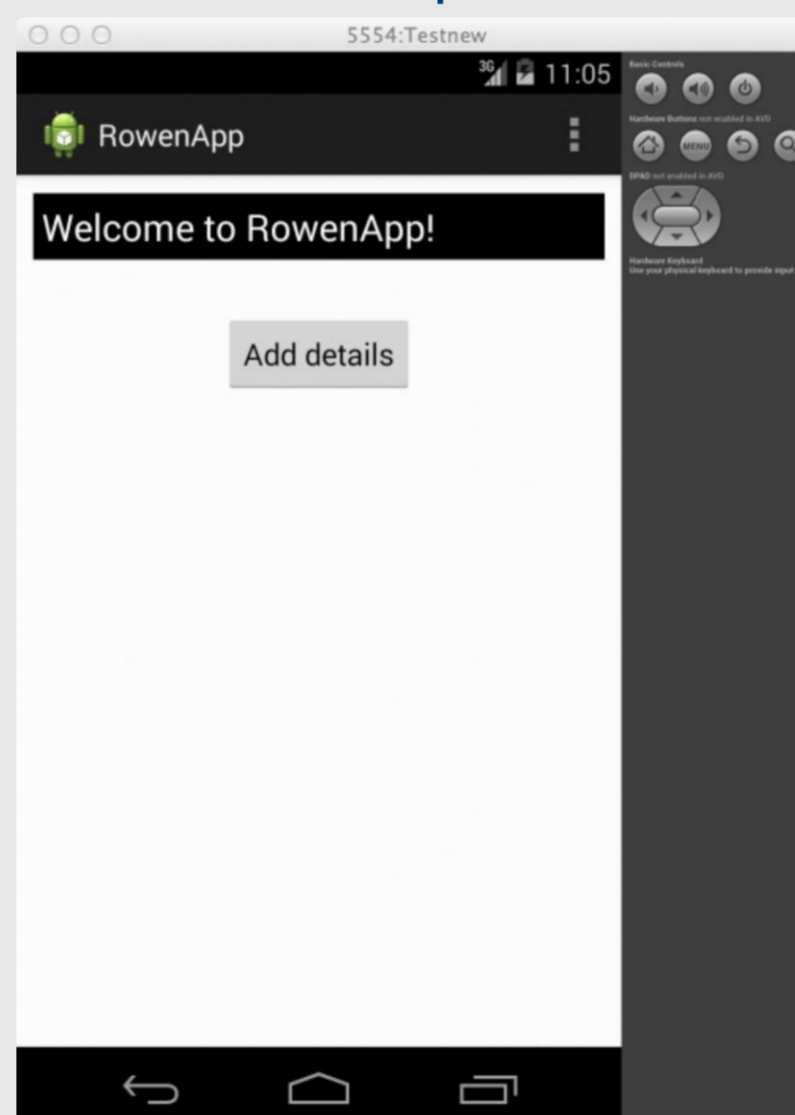 5554:Testnew
3G 11:05
RowenApp
Welcome to RowenApp!
Add details
Basic Controls
Hardware Buttons not enabled in AVD
MENU
DPAD not enabled in AVD
Hardware Keyboard
Use your physical keyboard to provide input